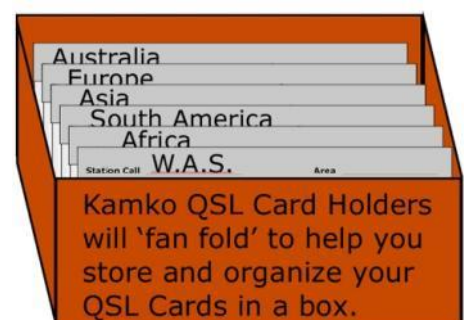 Australia
Europe
Asia
South America
Africa
Station Call W.A.S. Area
Kamko QSL Card Holders
will ‘fan fold’ to help you
store and organize your
QSL Cards in a box.